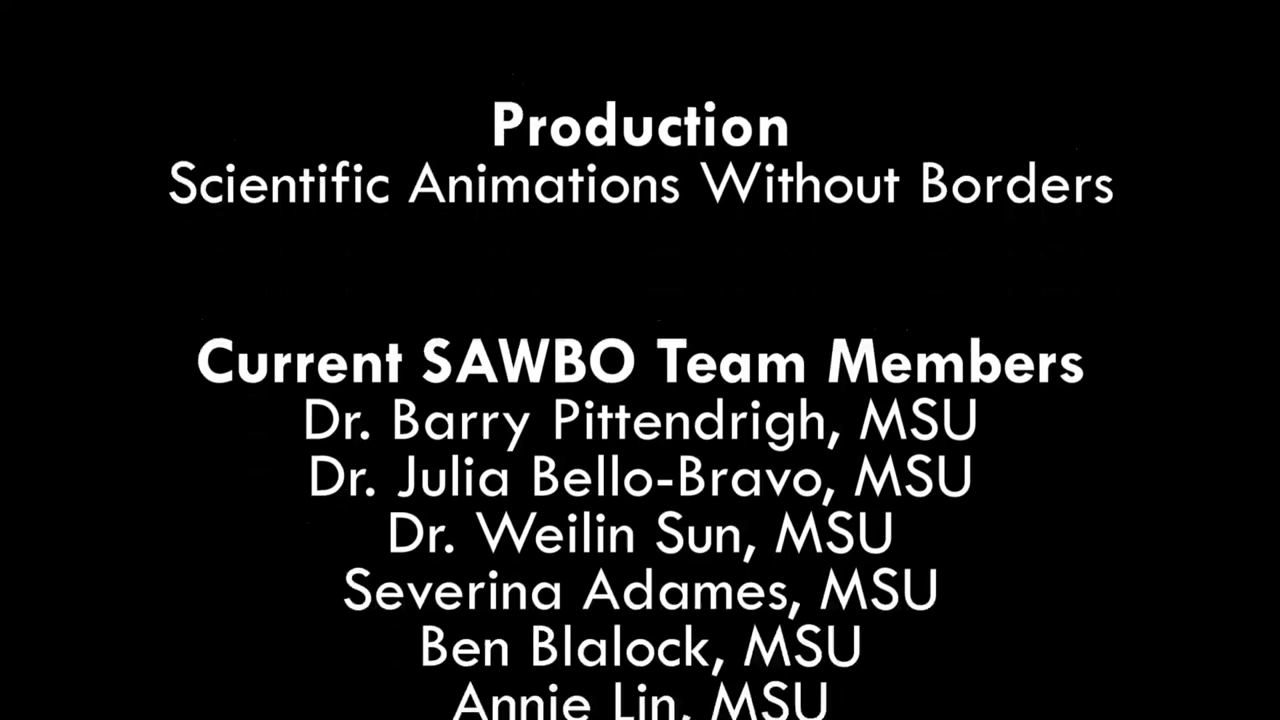 Production
Scientific Animations Without Borders
Current SAWBO Team Members
Dr. Barry Pittendrigh, MSU
Dr. Julia Bello-Bravo, MSU
Dr. Weilin Sun, MSU
Severina Adames, MSU
Ben Blalock, MSU
Annie Lin, MSU